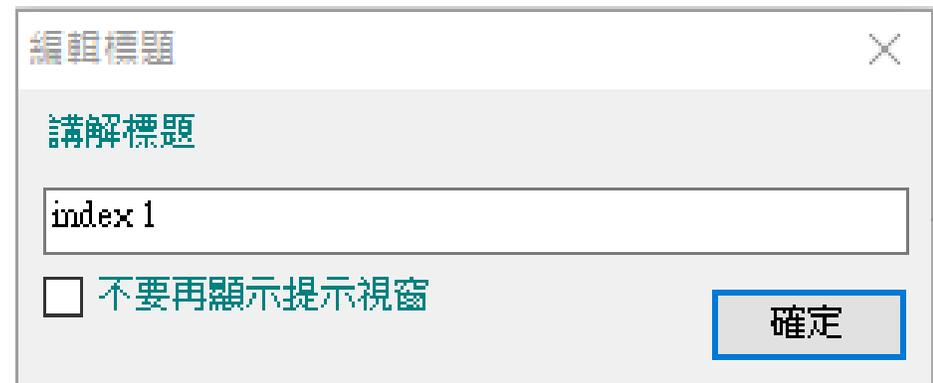 編輯標題
講解標題
index 1
不要再顯示提示視窗
確定